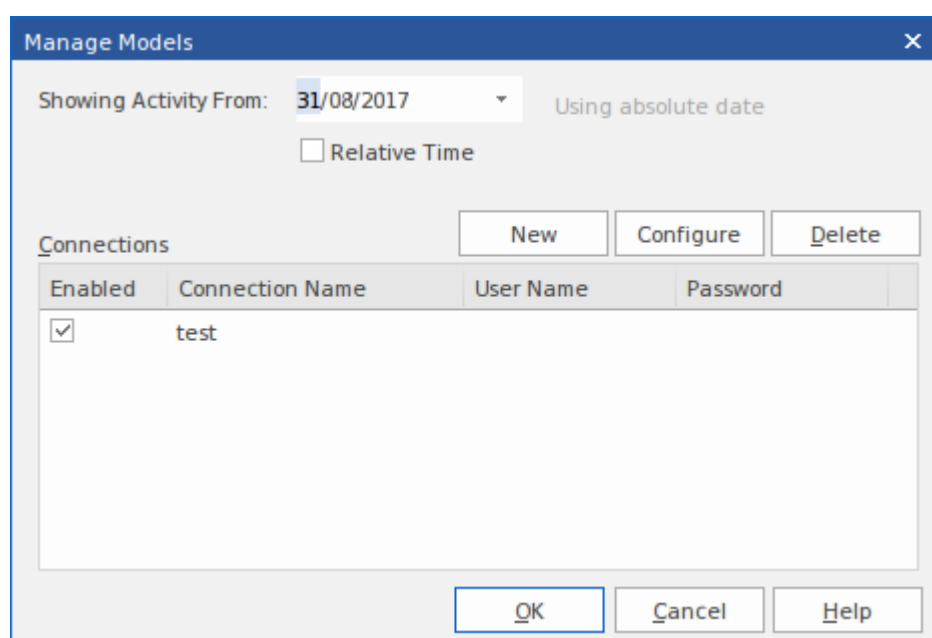 Manage Models
Showing Activity From: 31/08/2017 Using absolute date
Relative Time
Connections New Configure Delete
Enabled Connection Name User Name Password
test
OK Cancel Help